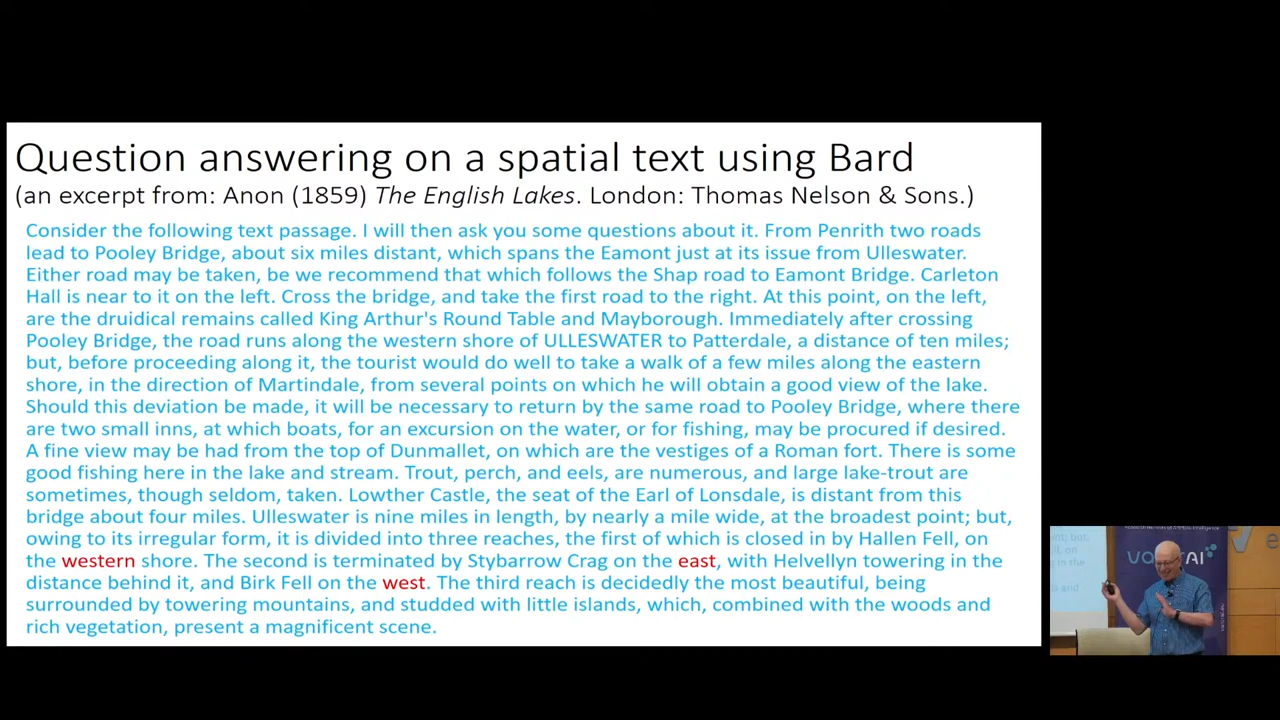 Question answering on a spatial text using Bard
(an excerpt from: Anon (1859) The English Lakes. London: Thomas Nelson & Sons.)
Consider the following text passage. I will then ask you some questions about it. From Penrith two roads
lead to Pooley Bridge, about six miles distant, which spans the Eamont just at its issue from Ulleswater.
Either road may be taken, be we recommend that which follows the Shap road to Eamont Bridge. Carleton
Hall is near to it on the left. Cross the bridge, and take the first road to the right. At this point, on the left,
are the druidical remains called King Arthur's Round Table and Mayborough. Immediately after crossing
Pooley Bridge, the road runs along the western shore of ULLESWATER to Patterdale, a distance of ten miles;
but, before proceeding along it, the tourist would do well to take a walk of a few miles along the eastern
shore, in the direction of Martindale, from several points on which he will obtain a good view of the lake.
Should this deviation be made, it will be necessary to return by the same road to Pooley Bridge, where there
are two small inns, at which boats, for an excursion on the water, or for fishing, may be procured if desired.
A fine view may be had from the top of Dunmallet, on which are the vestiges of a Roman fort. There is some
good fishing here in the lake and stream. Trout, perch, and eels, are numerous, and large lake-trout are
sometimes, though seldom, taken. Lowther Castle, the seat of the Earl of Lonsdale, is distant from this
bridge about four miles. Ulleswater is nine miles in length, by nearly a mile wide, at the broadest point; but,
owing to its irregular form, it is divided into three reaches, the first of which is closed in by Hallen Fell, on
the western shore. The second is terminated by Stybarrow Crag on the east, with Helvellyn towering in the
distance behind it, and Birk Fell on the west. The third reach is decidedly the most beautiful, being
surrounded by towering mountains, and studded with little islands, which, combined with the woods and
rich vegetation, present a magnificent scene.